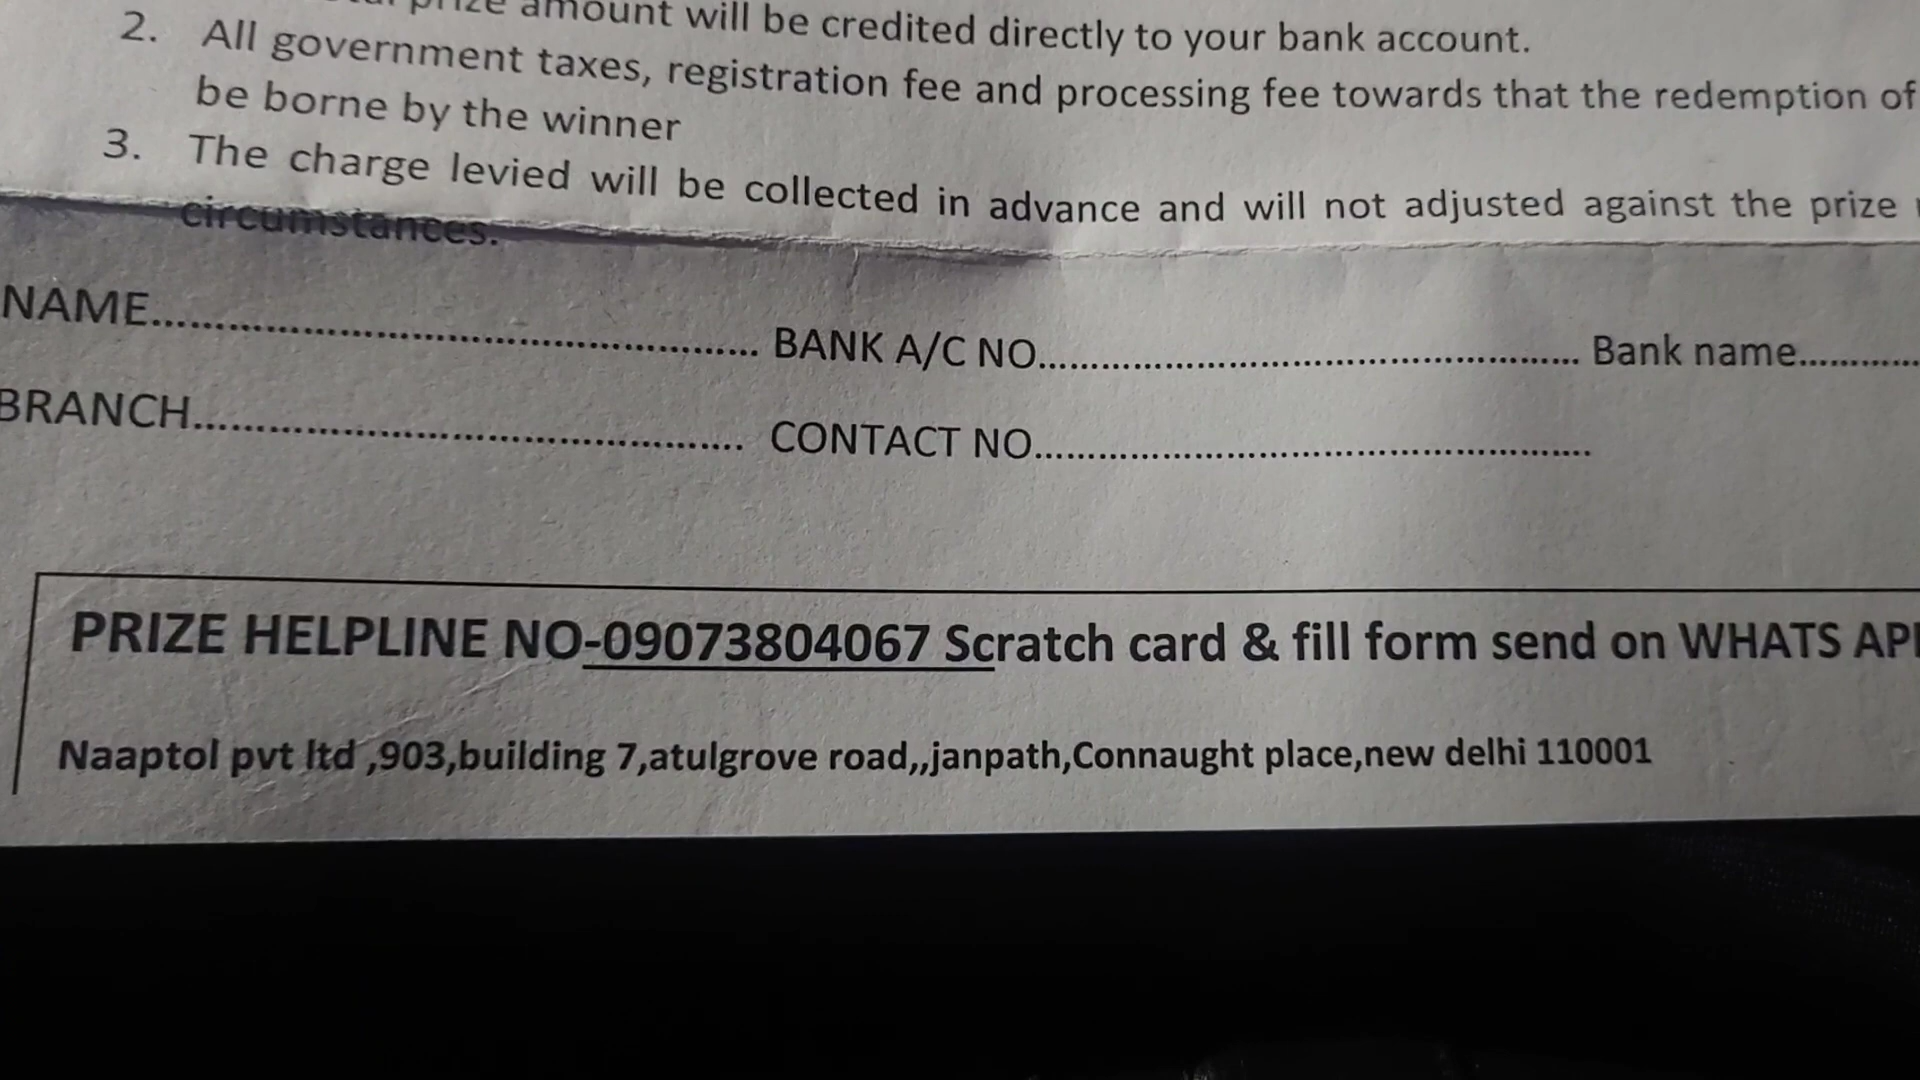 prize amount will be credited directly to your bank account.
2. All government taxes, registration fee and processing fee towards that the redemption of
be borne by the winner
3. The charge levied will be collected in advance and will not adjusted against the prize
circumstances.
NAME.......................................................... BANK A/C NO...................................................... Bank name............
BRANCH...................................................... CONTACT NO......................................................
PRIZE HELPLINE NO-09073804067 Scratch card & fill form send on WHATS
Naaptol pvt ltd ,903,building 7,atulgrove road,,janpath,Connaught place,new delhi 110001